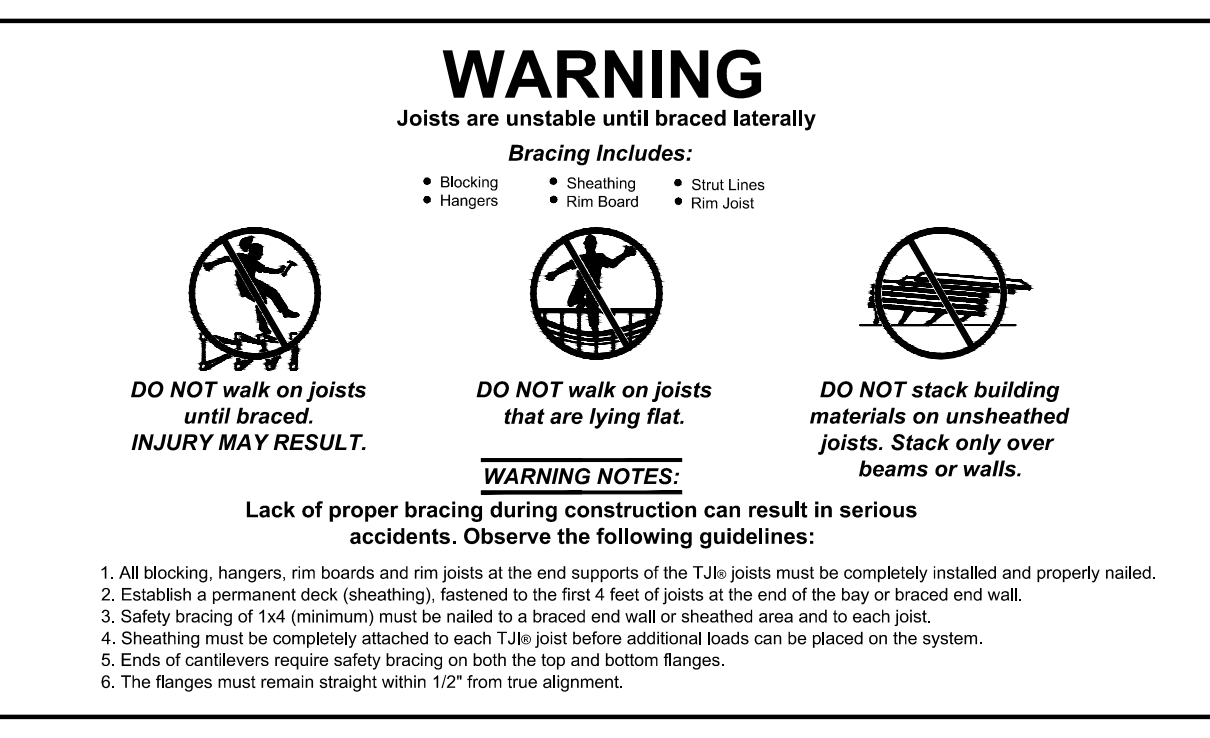 WARNING
Joists are unstable until braced laterally
Bracing Includes:
• Blocking
• Hangers
• Sheathing
• Rim Board
• Strut Lines
• Rim Joist
DO NOT walk on joists
until braced.
INJURY MAY RESULT.
DO NOT walk on joists
that are lying flat.
DO NOT stack building
materials on unsheathed
joists. Stack only over
beams or walls.
WARNING NOTES:
Lack of proper bracing during construction can result in serious
accidents. Observe the following guidelines:
1. All blocking, hangers, rim boards and rim joists at the end supports of the TJI® joists must be completely installed and properly nailed.
2. Establish a permanent deck (sheathing), fastened to the first 4 feet of joists at the end of the bay or braced end wall.
3. Safety bracing of 1x4 (minimum) must be nailed to a braced end wall or sheathed area and to each joist.
4. Sheathing must be completely attached to each TJI® joist before additional loads can be placed on the system.
5. Ends of cantilevers require safety bracing on both the top and bottom flanges.
6. The flanges must remain straight within 1/2" from true alignment.